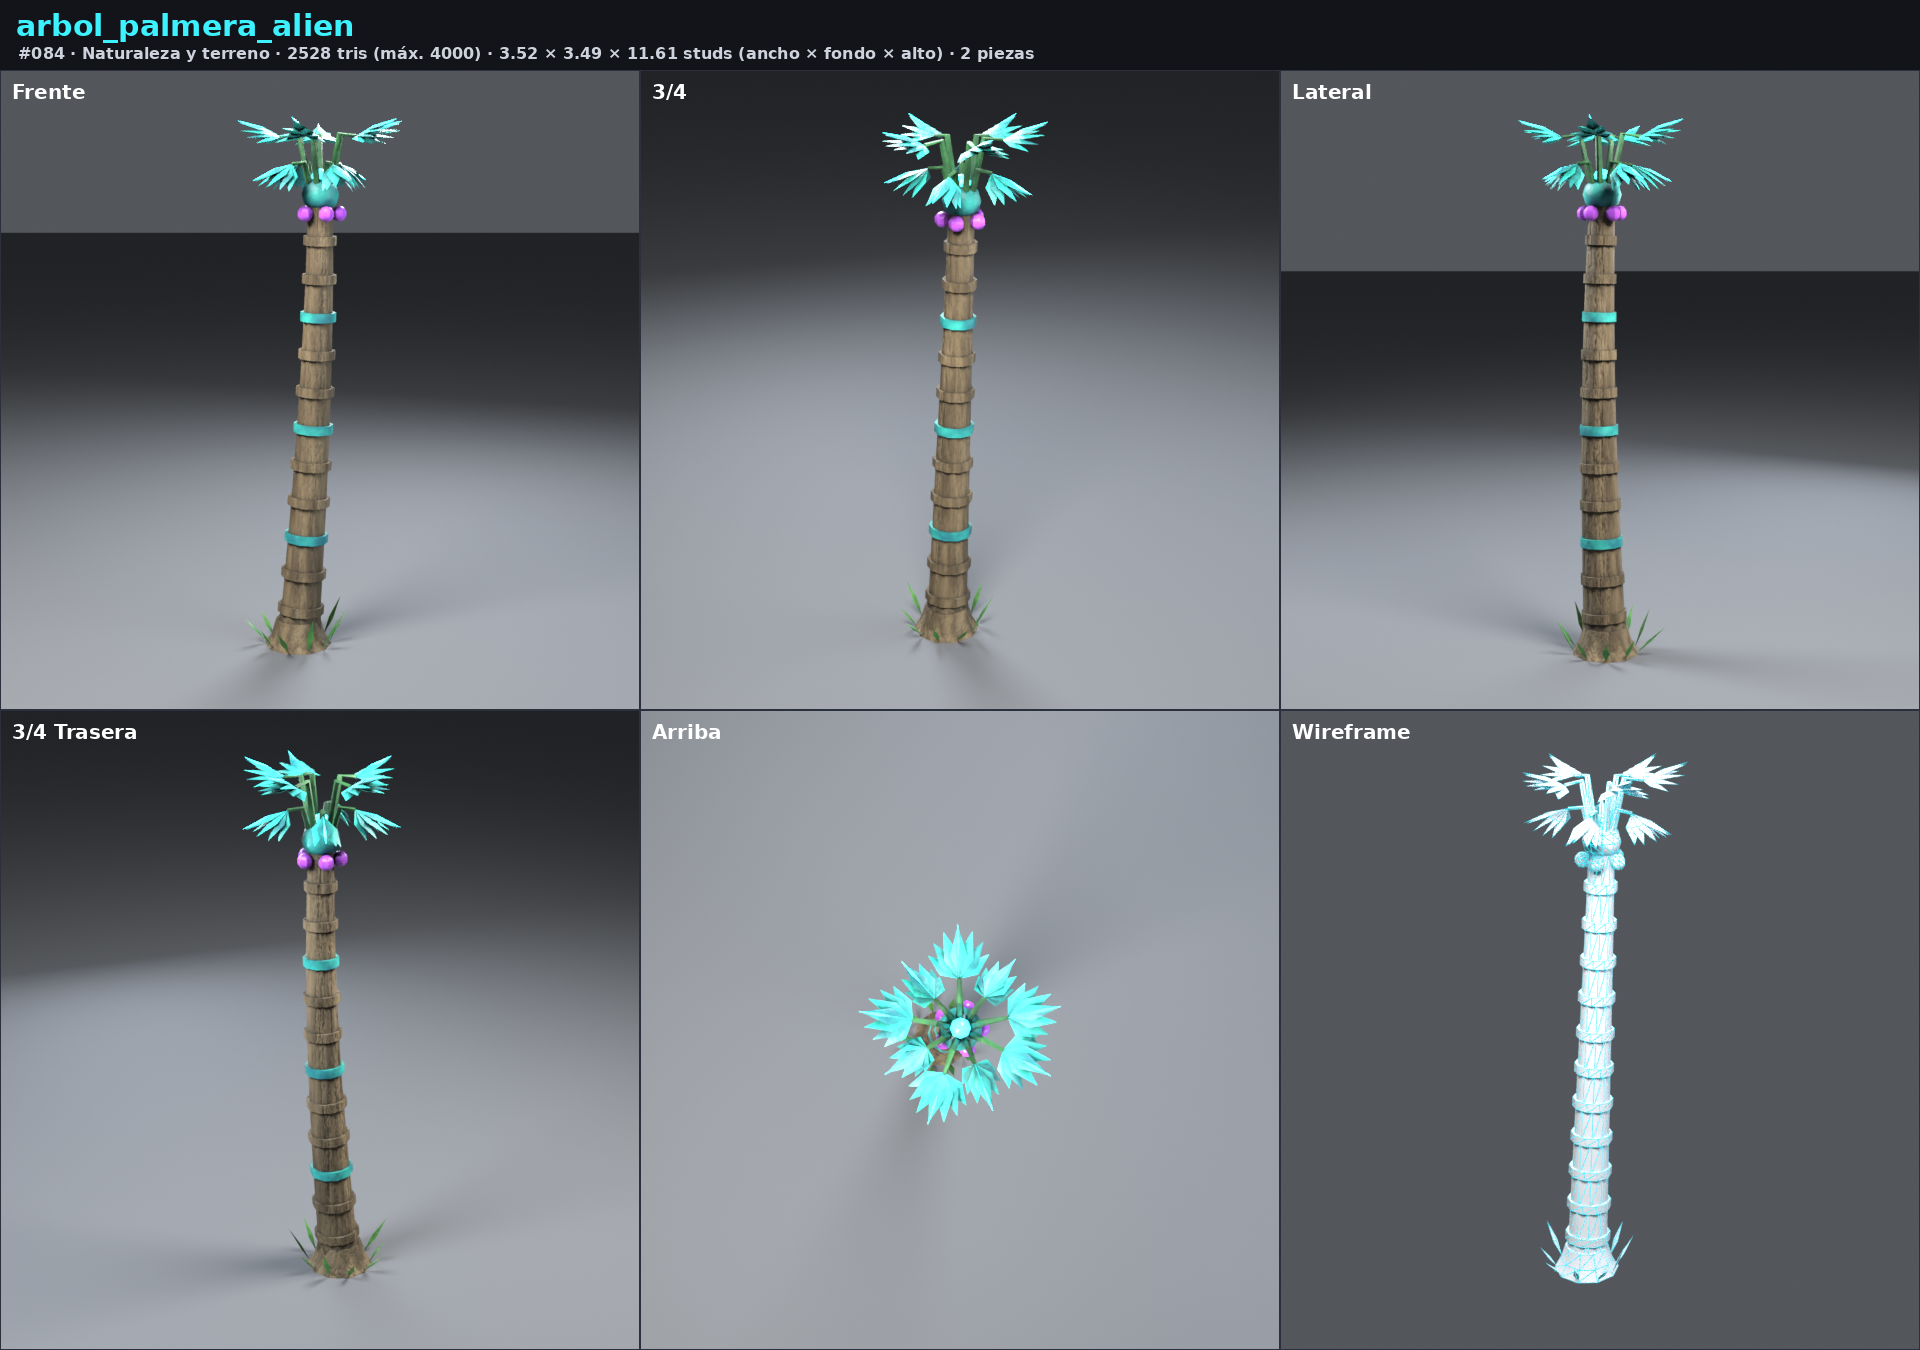 arbol_palmera_alien
#084 · Naturaleza y terreno · 2528 tris (máx. 4000) · 3.52 × 3.49 × 11.61 studs (ancho × fondo × alto) · 2 piezas
Frente
3/4
Lateral
3/4 Trasera
Arriba
Wireframe